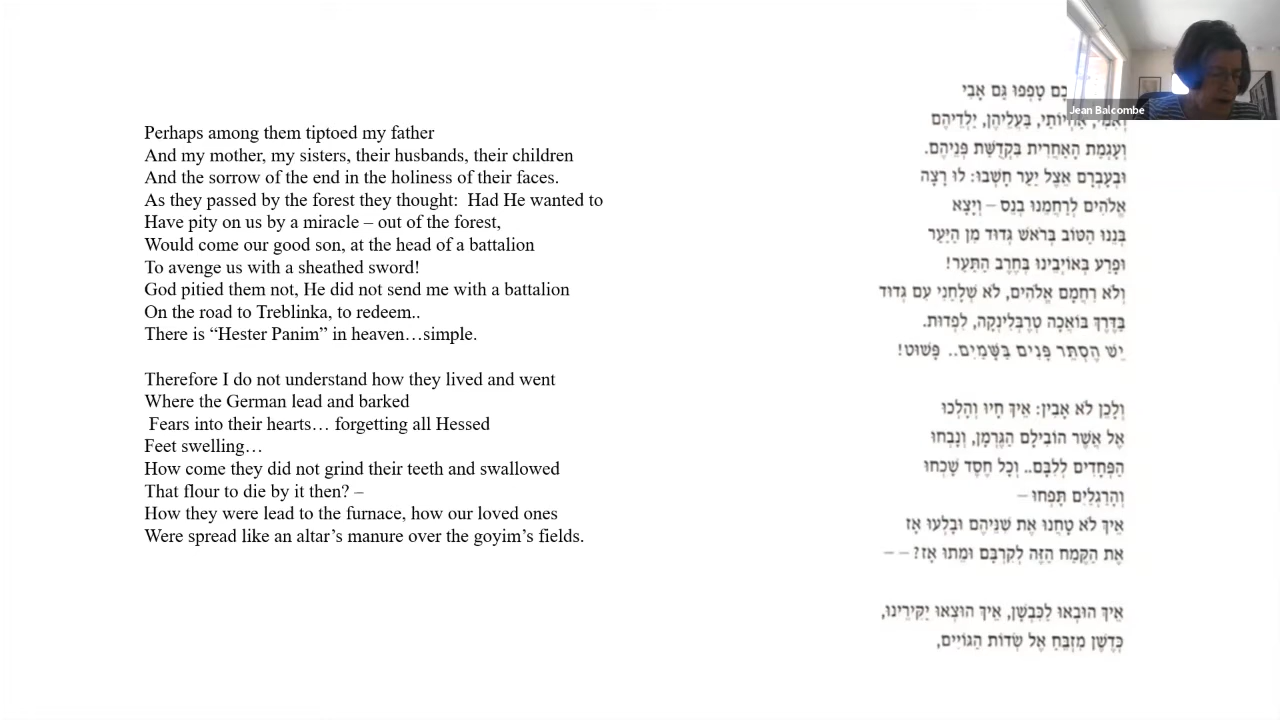 Jean Balcombe
Perhaps among them tiptoed my father
And my mother, my sisters, their husbands, their children
And the sorrow of the end in the holiness of their faces.
As they passed by the forest they thought:  Had He wanted to
Have pity on us by a miracle – out of the forest,
Would come our good son, at the head of a battalion
To avenge us with a sheathed sword!
God pitied them not, He did not send me with a battalion
On the road to Treblinka, to redeem..
There is “Hester Panim” in heaven…simple.
Therefore I do not understand how they lived and went
Where the German lead and barked
Fears into their hearts… forgetting all Hessed
Feet swelling…
How come they did not grind their teeth and swallowed
That flour to die by it then? –
How they were lead to the furnace, how our loved ones
Were spread like an altar’s manure over the goyim’s fields.
טָפְפוּ גַּם אָבִי
אַחְיוֹתַי, בַּעֲלֵיהֶן, יַלְדֵיהֶם
וְעָגְמַת הָאַחֲרִית בִּקְדֻשַּׁת פְּנֵיהֶם.
וּבְעָבְרָם אֵצֶל יַעַר חָשְׁבוּ: לוּ רָצָה
אֱלֹהִים לְרַחֲמֵנוּ בְנֵס – וְיָצָא
בְּנֵנוּ הַטּוֹב בְּרֹאשׁ גְּדוּד מִן הַיַּעַר
וּפָרַע בְּאוֹיְבֵינוּ בְּחֶרֶב הַתַּעַר!
וְלֹא רִחֲמָם אֱלֹהִים, לֹא שְׁלָחַנִי עִם גְּדוּד
בַּדֶּרֶךְ בּוֹאֲכָה טְרֶבְּלִינְקָה, לִפְדוּת.
יֵשׁ הֶסְתֵּר פָּנִים בַּשָּׁמַיִם.. פָּשׁוּט!
וְלָכֵן לֹא אָבִין: אֵיךְ חָיוּ וְהָלְכוּ
אֶל אֲשֶׁר הוֹבִילָם הַגֶּרְמָן, וְנָבְחוּ
הַפְּחָדִים לְלִבָּם.. וְכָל חֶסֶד שָׁכְחוּ
וְהָרַגְלַיִם תָּפְחוּ –
אֵיךְ לֹא טָחֲנוּ אֶת שִׁנֵּיהֶם וּבָלְעוּ אָז
אֶת הַקֶּמַח הַזֶּה לְקִרְבָּם וּמֵתוּ אָז? – –
אֵיךְ הוּבְאוּ לַכִּבְשָׁן, אֵיךְ הוּצְאוּ יַקִּירֵינוּ,
כְּדֶשֶׁן מִזְבֵּחַ אֶל שְׂדוֹת הַגּוֹיִים,